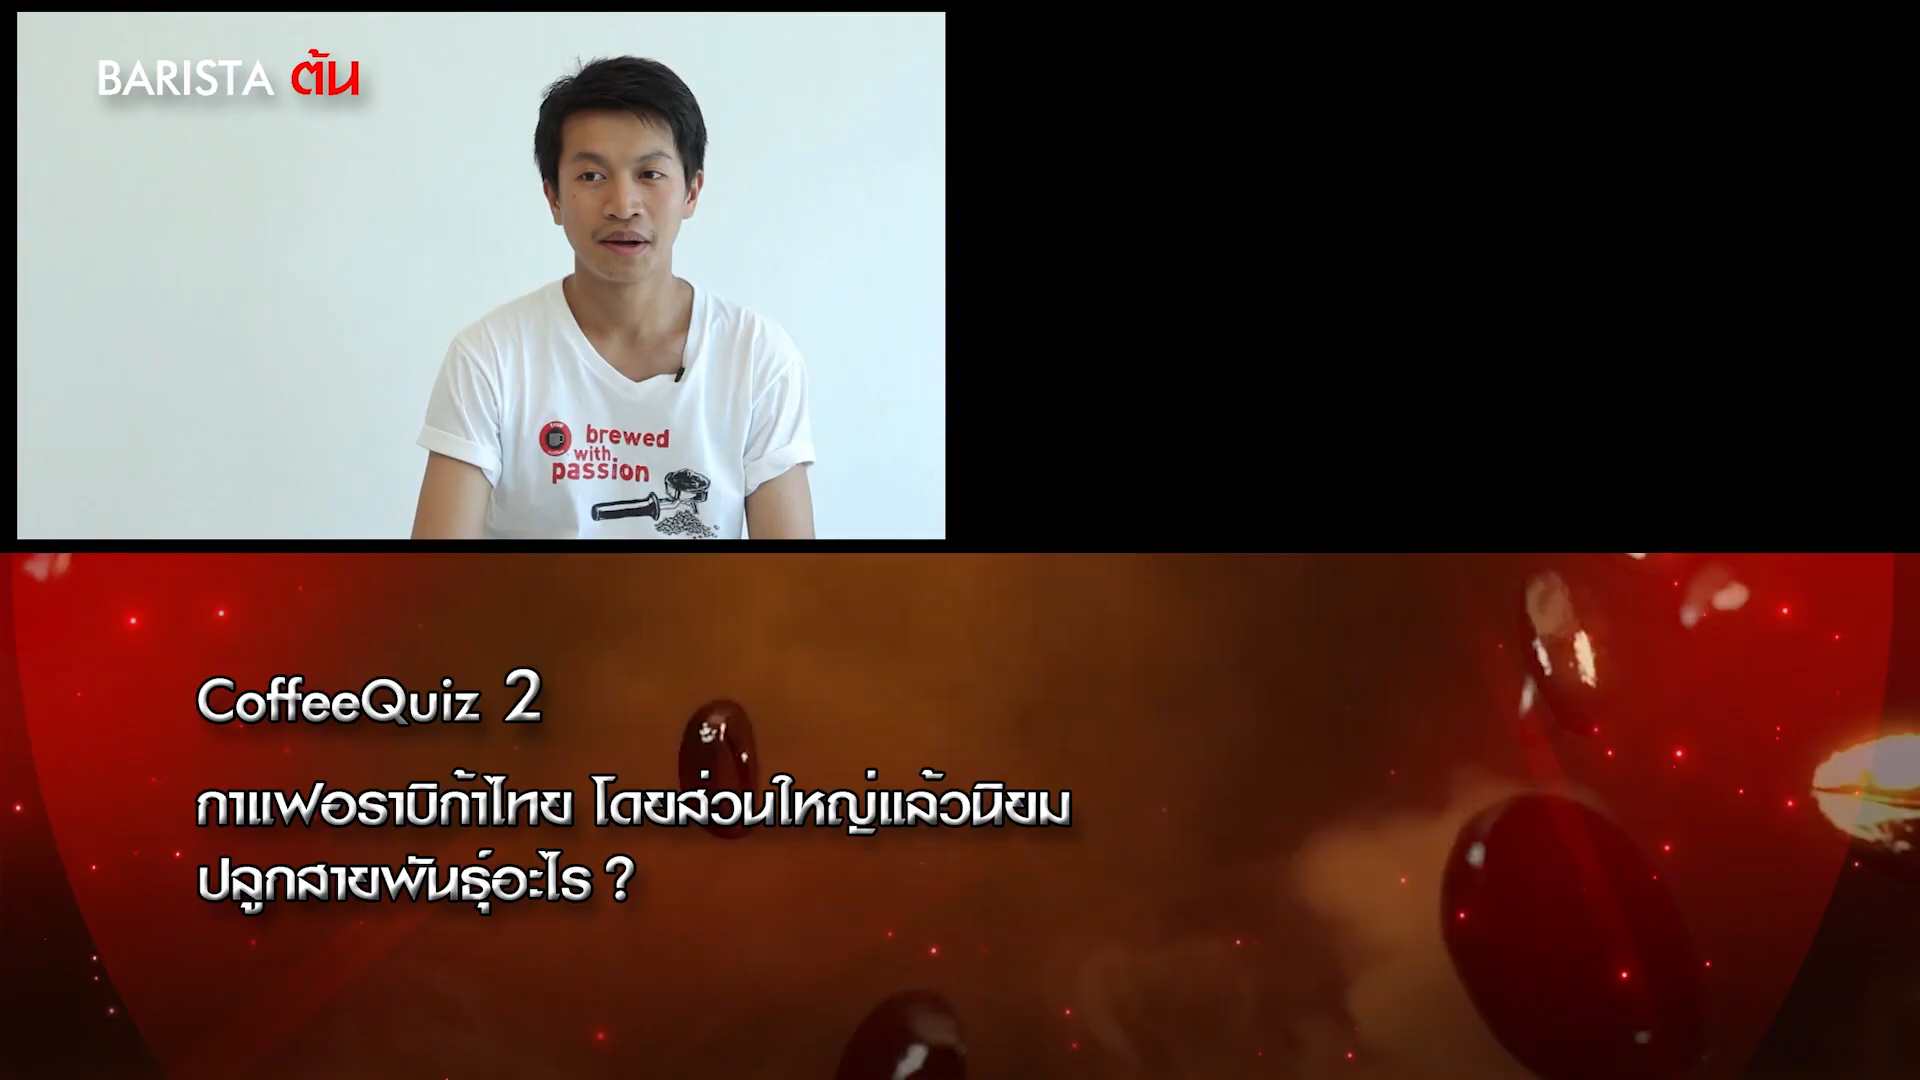 BARISTA ต้น
brewed
with
passion
CoffeeQuiz 2
กาแฟอราบิก้าไทย โดยส่วนใหญ่แล้วนิยม
ปลูกสายพันธุ์อะไร ?